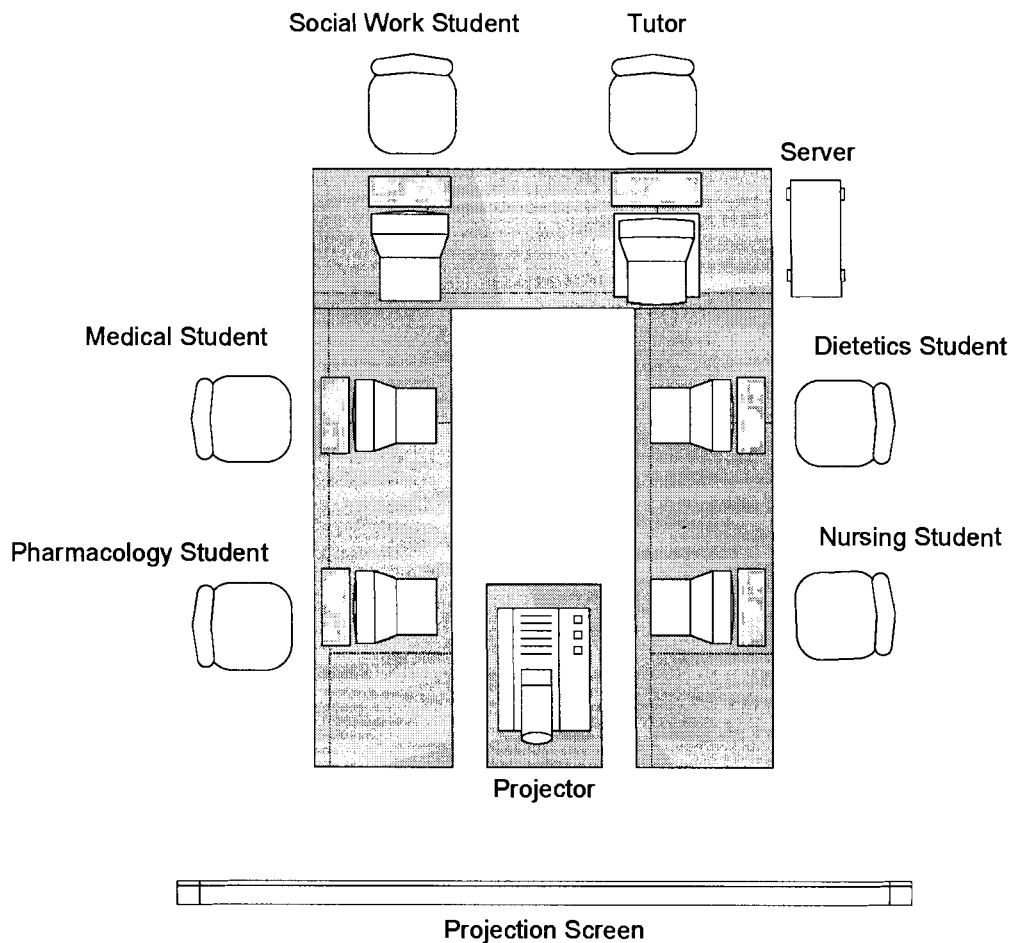 Social Work Student
Tutor
Server
Medical Student
Dietetics Student
Pharmacology Student
Nursing Student
Projector
Projection Screen